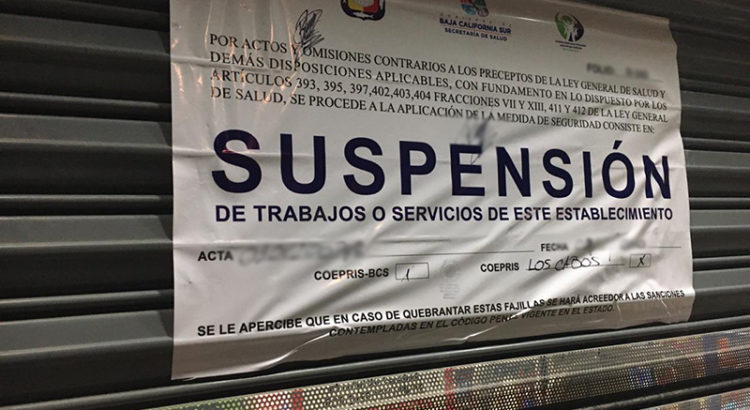 BAJA CALIFORNIA SUR
SECRETARÍA DE SALUD
POR ACTOS Y OMISIONES CONTRARIOS A LOS PRECEPTOS DE LA LEY GENERAL DE SALUD Y
DEMÁS DISPOSICIONES APLICABLES, CON FUNDAMENTO EN LO DISPUESTO POR LOS
ARTÍCULOS 393, 395, 397,402,403,404 FRACCIONES VII Y XIII, 411 Y 412 DE LA LEY GENERAL
DE SALUD, SE PROCEDE A LA APLICACIÓN DE LA MEDIDA DE SEGURIDAD CONSISTE EN:
SUSPENSIÓN
DE TRABAJOS O SERVICIOS DE ESTE ESTABLECIMIENTO
ACTA FECHA
COEPRIS-BCS 1 COEPRIS LOS CABOS X
SE LE APERCIBE QUE EN CASO DE QUEBRANTAR ESTAS FAJILLAS SE HARÁ ACREEDOR A LAS SANCIONES
CONTEMPLADAS EN EL CÓDIGO PENAL VIGENTE EN EL ESTADO.